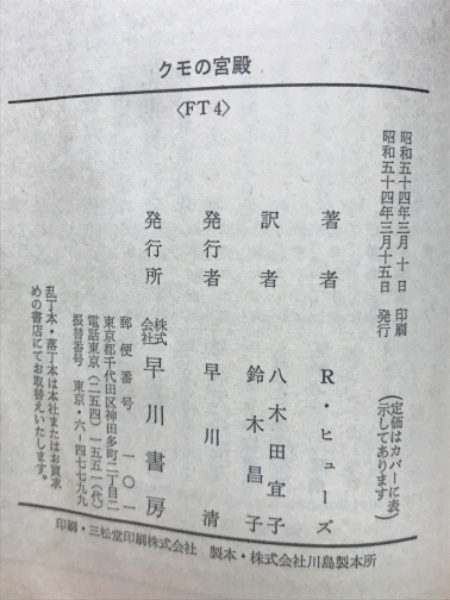 クモの宮殿
〈FT4〉
昭和五十四年三月 十 日 印刷
昭和五十四年三月十五日 発行
(定価はカバーに表
示してあります)
著者 R・ヒューズ
訳者 八木田宜子
鈴木昌子
発行者 早川清
発行所 株式会社 早川書房
郵便番号 一〇一
東京都千代田区神田多町二丁目二
電話東京(二五四)一五五一(代)
振替番号 東京・六-四七七九九
乱丁本・落丁本は本社またはお買求
めの書店にてお取替えいたします。
印刷・三松堂印刷株式会社 製本・株式会社川島製本所